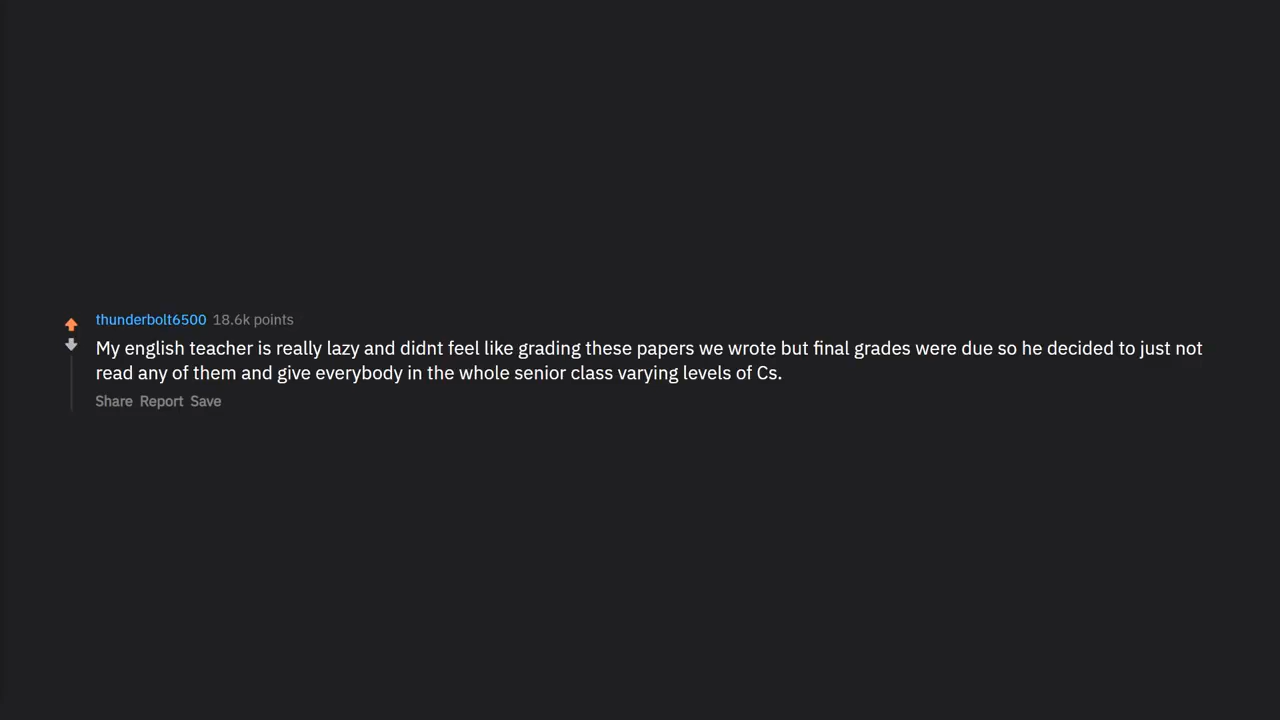 thunderbolt6500 18.6k points
My english teacher is really lazy and didnt feel like grading these papers we wrote but final grades were due so he decided to just not
read any of them and give everybody in the whole senior class varying levels of Cs.
Share Report Save